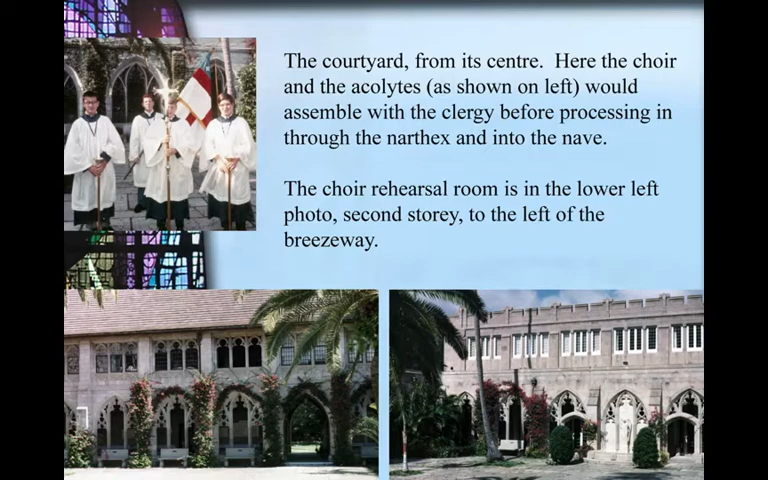 The courtyard, from its centre. Here the choir
and the acolytes (as shown on left) would
assemble with the clergy before processing in
through the narthex and into the nave.
The choir rehearsal room is in the lower left
photo, second storey, to the left of the
breezeway.